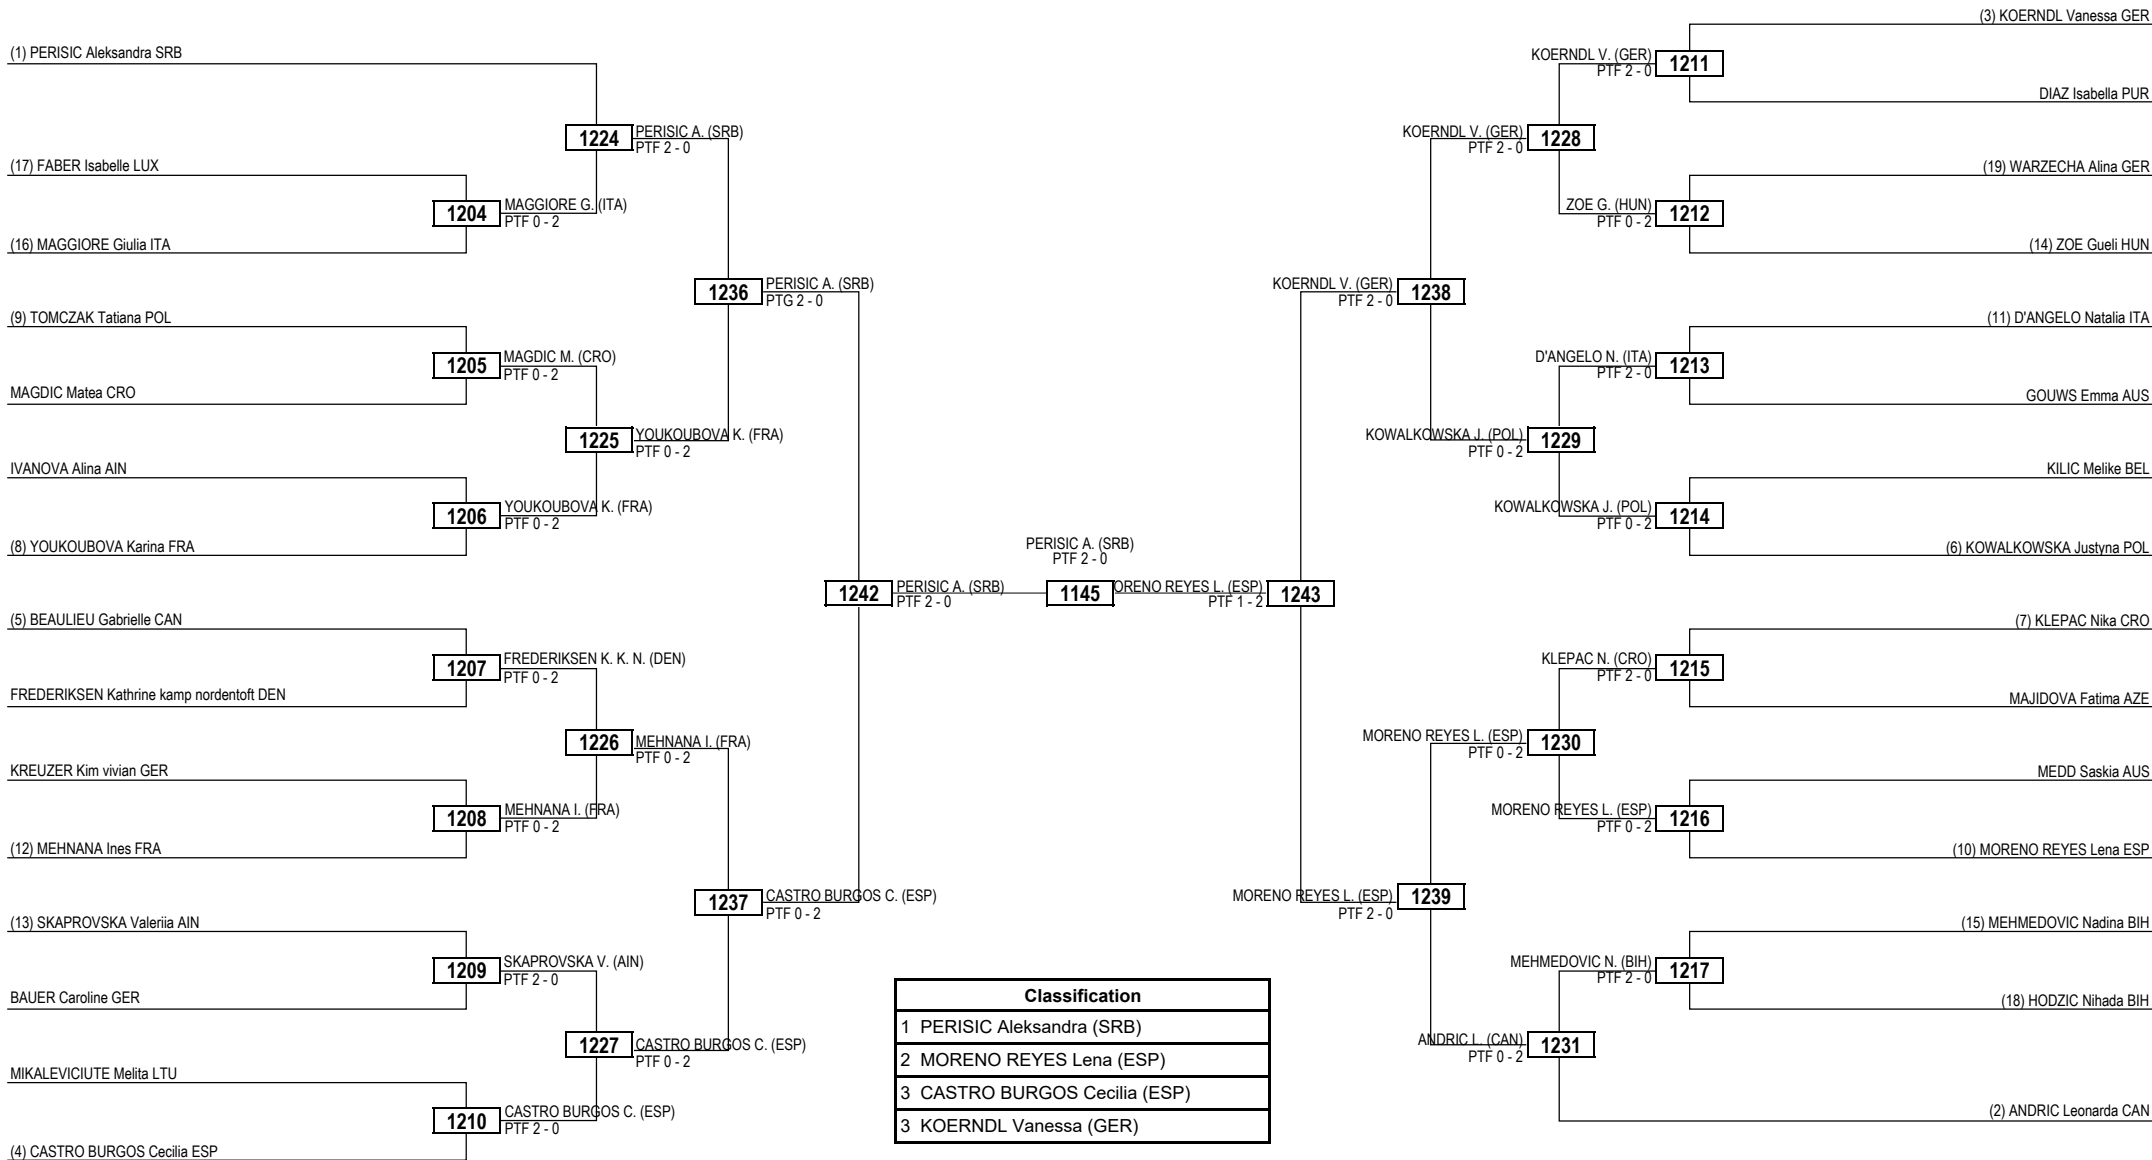 (1) PERISIC Aleksandra SRB
(17) FABER Isabelle LUX
(16) MAGGIORE Giulia ITA
(9) TOMCZAK Tatiana POL
MAGDIC Matea CRO
IVANOVA Alina AIN
(8) YOUKOUBOVA Karina FRA
(5) BEAULIEU Gabrielle CAN
FREDERIKSEN Kathrine kamp nordentoft DEN
KREUZER Kim vivian GER
(12) MEHNANA Ines FRA
(13) SKAPROVSKA Valeriia AIN
BAUER Caroline GER
MIKALEVICIUTE Melita LTU
(4) CASTRO BURGOS Cecilia ESP
1204
MAGGIORE G. (ITA)
PTF 0 - 2
1205
MAGDIC M. (CRO)
PTF 0 - 2
1206
YOUKOUBOVA K. (FRA)
PTF 0 - 2
1207
FREDERIKSEN K. K. N. (DEN)
PTF 0 - 2
1208
MEHNANA I. (FRA)
PTF 0 - 2
1209
SKAPROVSKA V. (AIN)
PTF 2 - 0
1210
CASTRO BURGOS C. (ESP)
PTF 2 - 0
1224
PERISIC A. (SRB)
PTF 2 - 0
1225
YOUKOUBOVA K. (FRA)
PTF 0 - 2
1226
MEHNANA I. (FRA)
PTF 0 - 2
1227
CASTRO BURGOS C. (ESP)
PTF 0 - 2
1236
PERISIC A. (SRB)
PTG 2 - 0
1237
CASTRO BURGOS C. (ESP)
PTF 0 - 2
1242
PERISIC A. (SRB)
PTF 2 - 0
PERISIC A. (SRB)
PTF 2 - 0
1145
ORENO REYES L. (ESP)
PTF 1 - 2
1243
KOERNDL V. (GER)
PTF 2 - 0
1238
MORENO REYES L. (ESP)
PTF 2 - 0
1239
KOERNDL V. (GER)
PTF 2 - 0
1228
KOWALKOWSKA J. (POL)
PTF 0 - 2
1229
MORENO REYES L. (ESP)
PTF 0 - 2
1230
ANDRIC L. (CAN)
PTF 0 - 2
1231
KOERNDL V. (GER)
PTF 2 - 0
1211
ZOE G. (HUN)
PTF 0 - 2
1212
D'ANGELO N. (ITA)
PTF 2 - 0
1213
KOWALKOWSKA J. (POL)
PTF 0 - 2
1214
KLEPAC N. (CRO)
PTF 2 - 0
1215
MORENO REYES L. (ESP)
PTF 0 - 2
1216
MEHMEDOVIC N. (BIH)
PTF 2 - 0
1217
(3) KOERNDL Vanessa GER
DIAZ Isabella PUR
(19) WARZECHA Alina GER
(14) ZOE Gueli HUN
(11) D'ANGELO Natalia ITA
GOUWS Emma AUS
KILIC Melike BEL
(6) KOWALKOWSKA Justyna POL
(7) KLEPAC Nika CRO
MAJIDOVA Fatima AZE
MEDD Saskia AUS
(10) MORENO REYES Lena ESP
(15) MEHMEDOVIC Nadina BIH
(18) HODZIC Nihada BIH
(2) ANDRIC Leonarda CAN
Classification
1 PERISIC Aleksandra (SRB)
2 MORENO REYES Lena (ESP)
3 CASTRO BURGOS Cecilia (ESP)
3 KOERNDL Vanessa (GER)